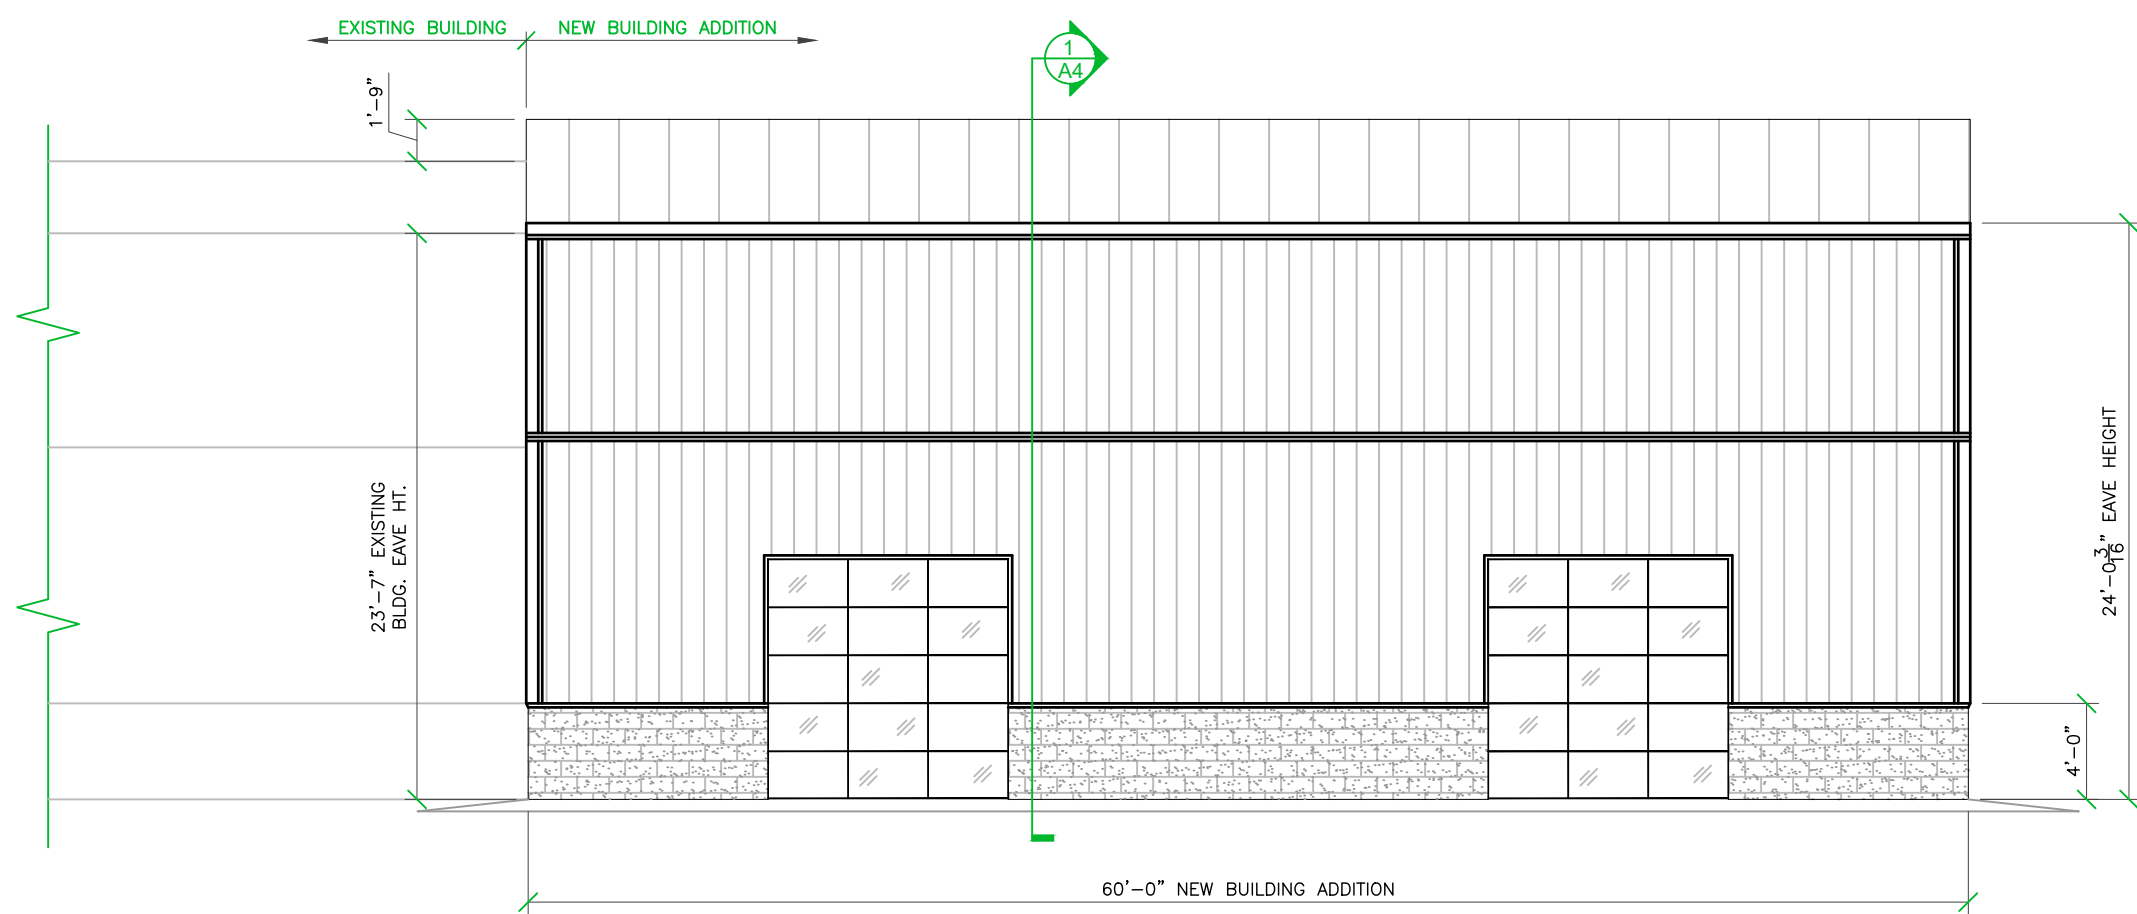 EXISTING BUILDING
NEW BUILDING ADDITION
1
A4
1'-9"
23'-7" EXISTING
BLDG. EAVE HT.
24'-0 3/16" EAVE HEIGHT
4'-0"
60'-0" NEW BUILDING ADDITION